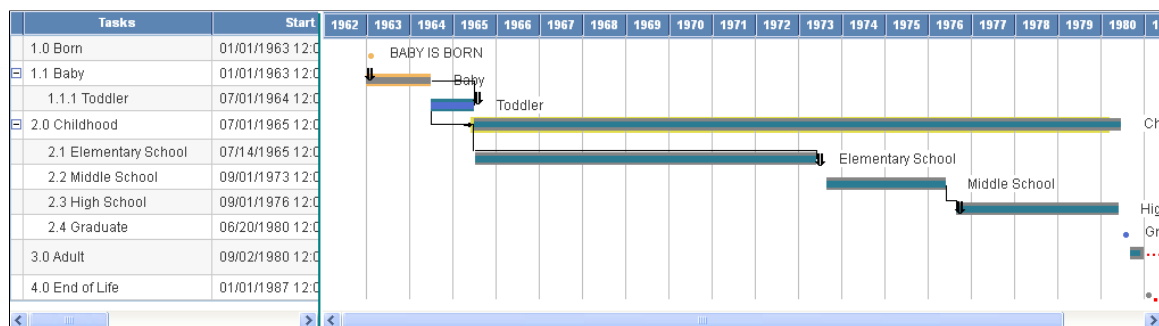 Tasks Start 1962 1963 1964 1965 1966 1967 1968 1969 1970 1971 1972 1973 1974 1975 1976 1977 1978 1979 1980 1
1.0 Born 01/01/1963 12:0 BABY IS BORN
1.1 Baby 01/01/1963 12:0 Baby
1.1.1 Toddler 07/01/1964 12:0 Toddler
2.0 Childhood 07/01/1965 12:0 Ch
2.1 Elementary School 07/14/1965 12:0 Elementary School
2.2 Middle School 09/01/1973 12:0 Middle School
2.3 High School 09/01/1976 12:0 Hig
2.4 Graduate 06/20/1980 12:0 Gr
3.0 Adult 09/02/1980 12:0
4.0 End of Life 01/01/1987 12:0